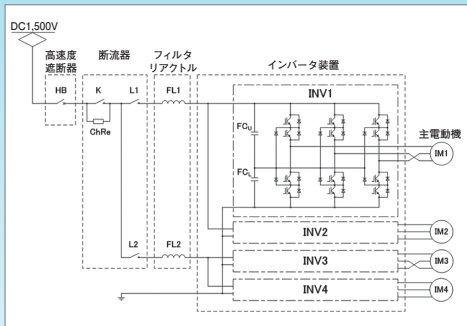 DC1,500V
高速度
遮断器
断流器
フィルタ
リアクトル
インバータ装置
HB
K
L1
FL1
INV1
ChRe
FCU
主電動機
IM1
FCL
INV2
IM2
L2
FL2
INV3
IM3
INV4
IM4